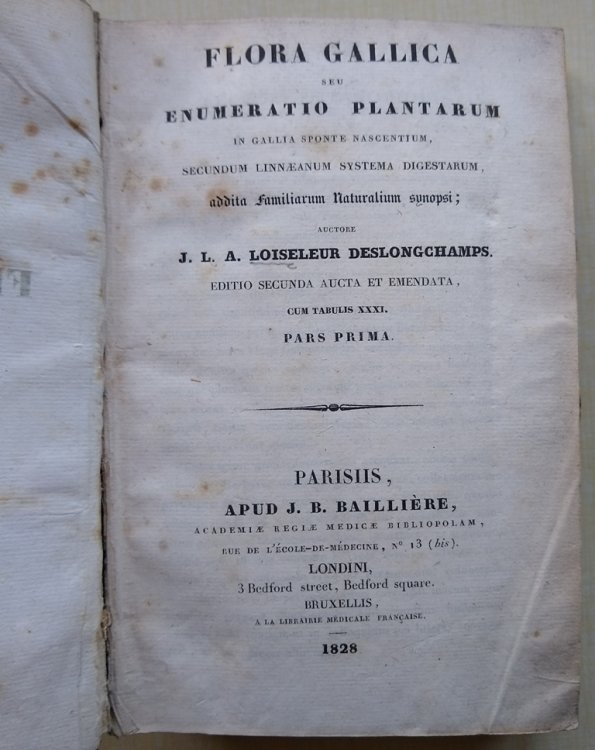 FLORA GALLICA
SEU
ENUMERATIO PLANTARUM
IN GALLIA SPONTE NASCENTIUM,
SECUNDUM LINNÆANUM SYSTEMA DIGESTARUM,
addita Familiarum Naturalium synopsi;
AUCTORE
J. L. A. LOISELEUR DESLONGCHAMPS.
EDITIO SECUNDA AUCTA ET EMENDATA,
CUM TABULIS XXXI.
PARS PRIMA.
PARISIIS,
APUD J. B. BAILLIÈRE,
ACADEMIÆ REGIÆ MEDICÆ BIBLIOPOLAM,
RUE DE L'ÉCOLE-DE-MÉDECINE, N° 13 (bis).
LONDINI,
3 Bedford street, Bedford square.
BRUXELLIS,
A LA LIBRAIRIE MÉDICALE FRANÇAISE.
1828